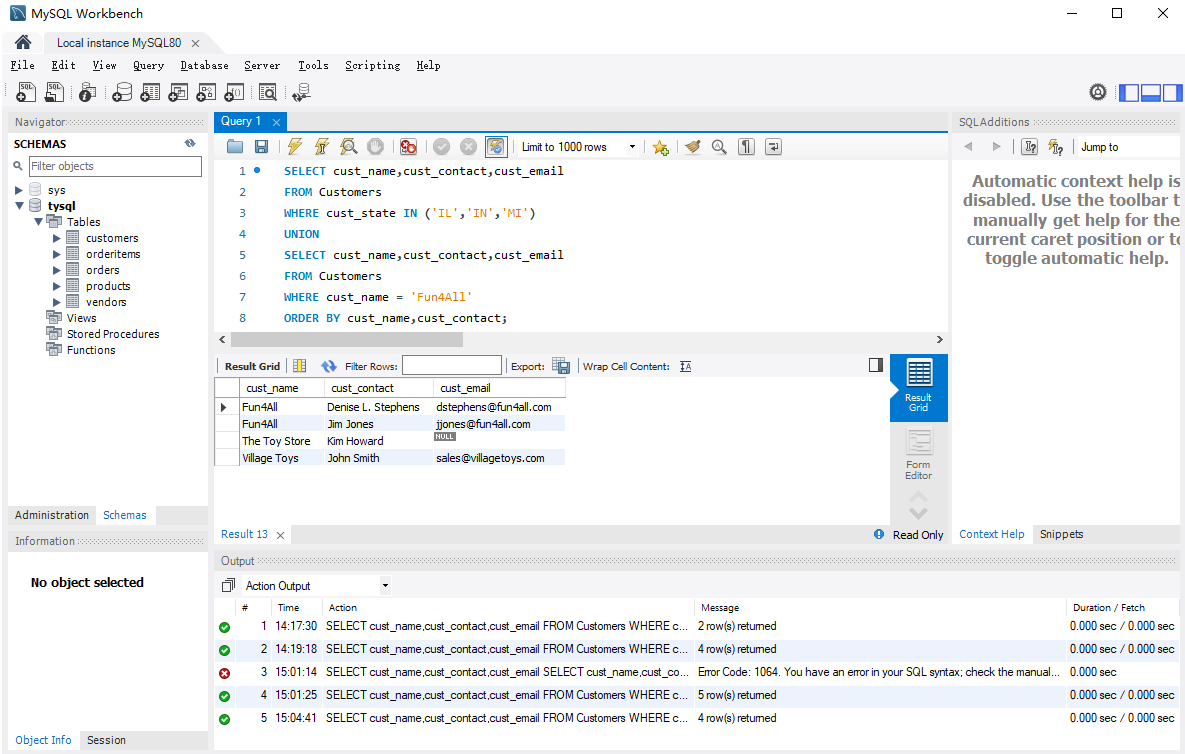 MySQL Workbench
Local instance MySQL80
File Edit View Query Database Server Tools Scripting Help
Navigator
SCHEMAS
Filter objects
sys
tysql
Tables
customers
orderitems
orders
products
vendors
Views
Stored Procedures
Functions
Administration Schemas
Information
No object selected
Object Info Session
Query 1
Limit to 1000 rows
1 SELECT cust_name,cust_contact,cust_email
2 FROM Customers
3 WHERE cust_state IN ('IL','IN','MI')
4 UNION
5 SELECT cust_name,cust_contact,cust_email
6 FROM Customers
7 WHERE cust_name = 'Fun4All'
8 ORDER BY cust_name,cust_contact;
Result Grid Filter Rows: Export: Wrap Cell Content:
cust_name cust_contact cust_email
Fun4All Denise L. Stephens dstephens@fun4all.com
Fun4All Jim Jones jjones@fun4all.com
The Toy Store Kim Howard NULL
Village Toys John Smith sales@villagetoys.com
Result
Grid
Form
Editor
Result 13
Read Only
SQLAdditions
Jump to
Automatic context help is
disabled. Use the toolbar t
manually get help for the
current caret position or to
toggle automatic help.
Context Help Snippets
Output
Action Output
# Time Action Message Duration / Fetch
1 14:17:30 SELECT cust_name,cust_contact,cust_email FROM Customers WHERE c... 2 row(s) returned 0.000 sec / 0.000 sec
2 14:19:18 SELECT cust_name,cust_contact,cust_email FROM Customers WHERE c... 4 row(s) returned 0.000 sec / 0.000 sec
3 15:01:14 SELECT cust_name,cust_contact,cust_email SELECT cust_name,cust_co... Error Code: 1064. You have an error in your SQL syntax; check the manual... 0.000 sec
4 15:01:25 SELECT cust_name,cust_contact,cust_email FROM Customers WHERE c... 5 row(s) returned 0.000 sec / 0.000 sec
5 15:04:41 SELECT cust_name,cust_contact,cust_email FROM Customers WHERE c... 4 row(s) returned 0.000 sec / 0.000 sec